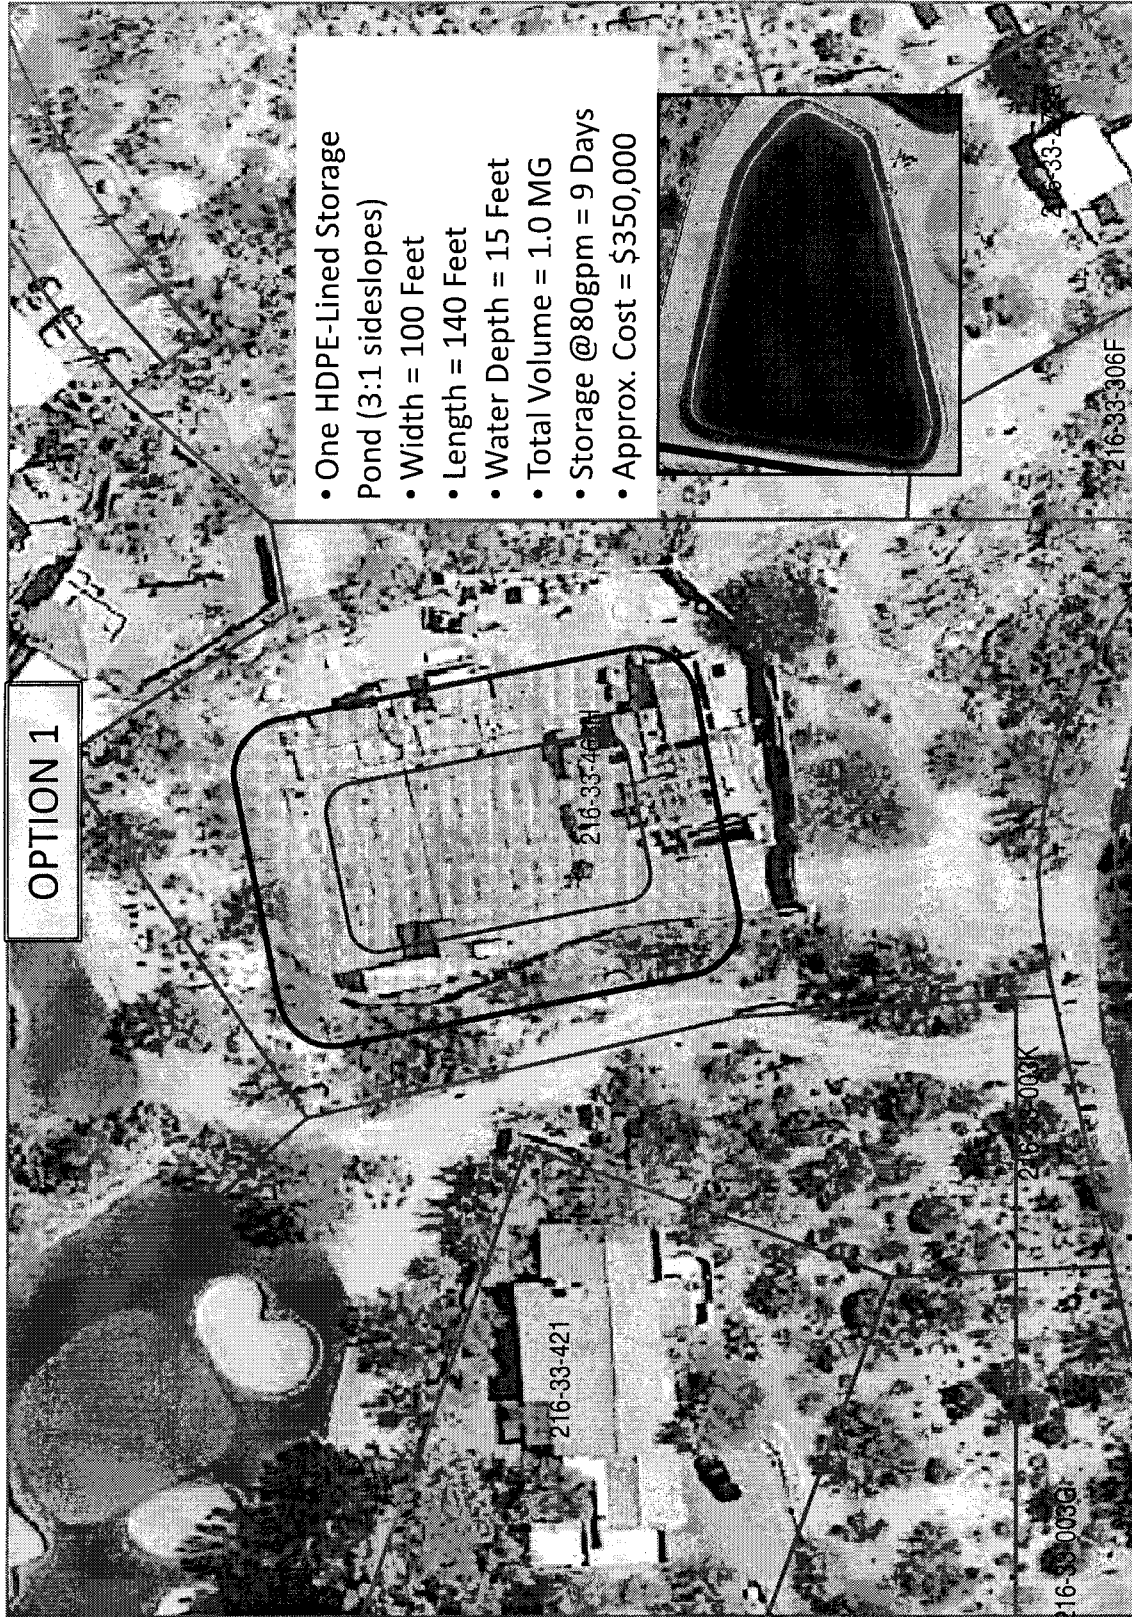 OPTION 1
• One HDPE-Lined Storage
Pond (3:1 sideslopes)
• Width = 100 Feet
• Length = 140 Feet
• Water Depth = 15 Feet
• Total Volume = 1.0 MG
• Storage @80gpm = 9 Days
• Approx. Cost = $350,000
216-33-421
216-33-306F